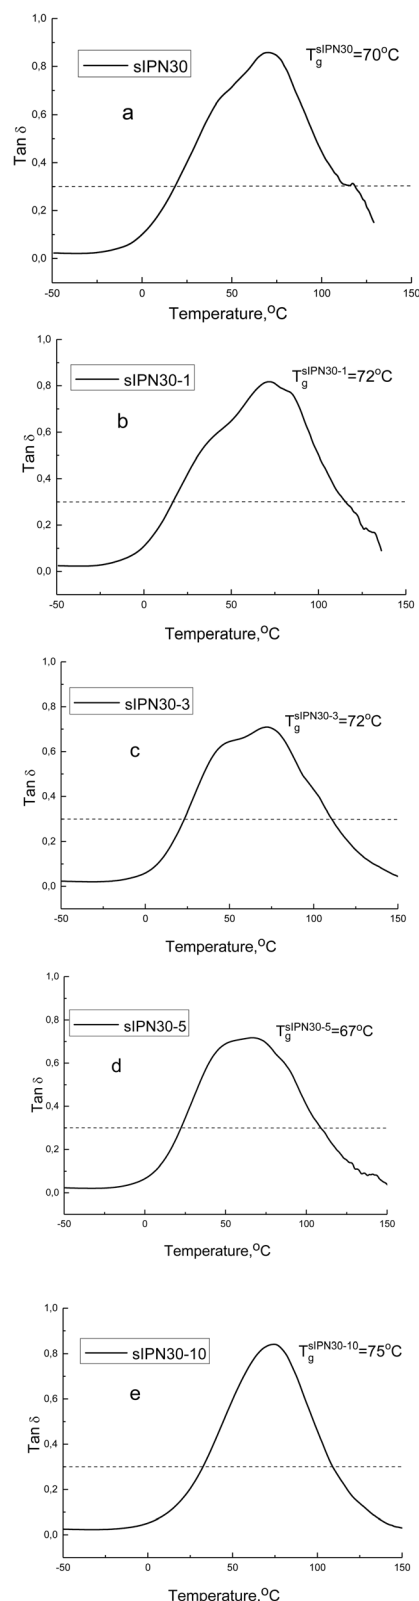 1,0
sIPN30
T_g^sIPN30=70°C
0,8
a
0,6
Tan δ
0,4
0,2
0,0
-50 0 50 100 150
Temperature,°C
1,0
sIPN30-1
T_g^sIPN30-1=72°C
0,8
b
0,6
Tan δ
0,4
0,2
0,0
-50 0 50 100 150
Temperature,°C
1,0
sIPN30-3
T_g^sIPN30-3=72°C
0,8
c
0,6
Tan δ
0,4
0,2
0,0
-50 0 50 100 150
Temperature,°C
1,0
sIPN30-5
T_g^sIPN30-5=67°C
0,8
d
0,6
Tan δ
0,4
0,2
0,0
-50 0 50 100 150
Temperature,°C
1,0
sIPN30-10
T_g^sIPN30-10=75°C
0,8
e
0,6
Tan δ
0,4
0,2
0,0
-50 0 50 100 150
Temperature,°C